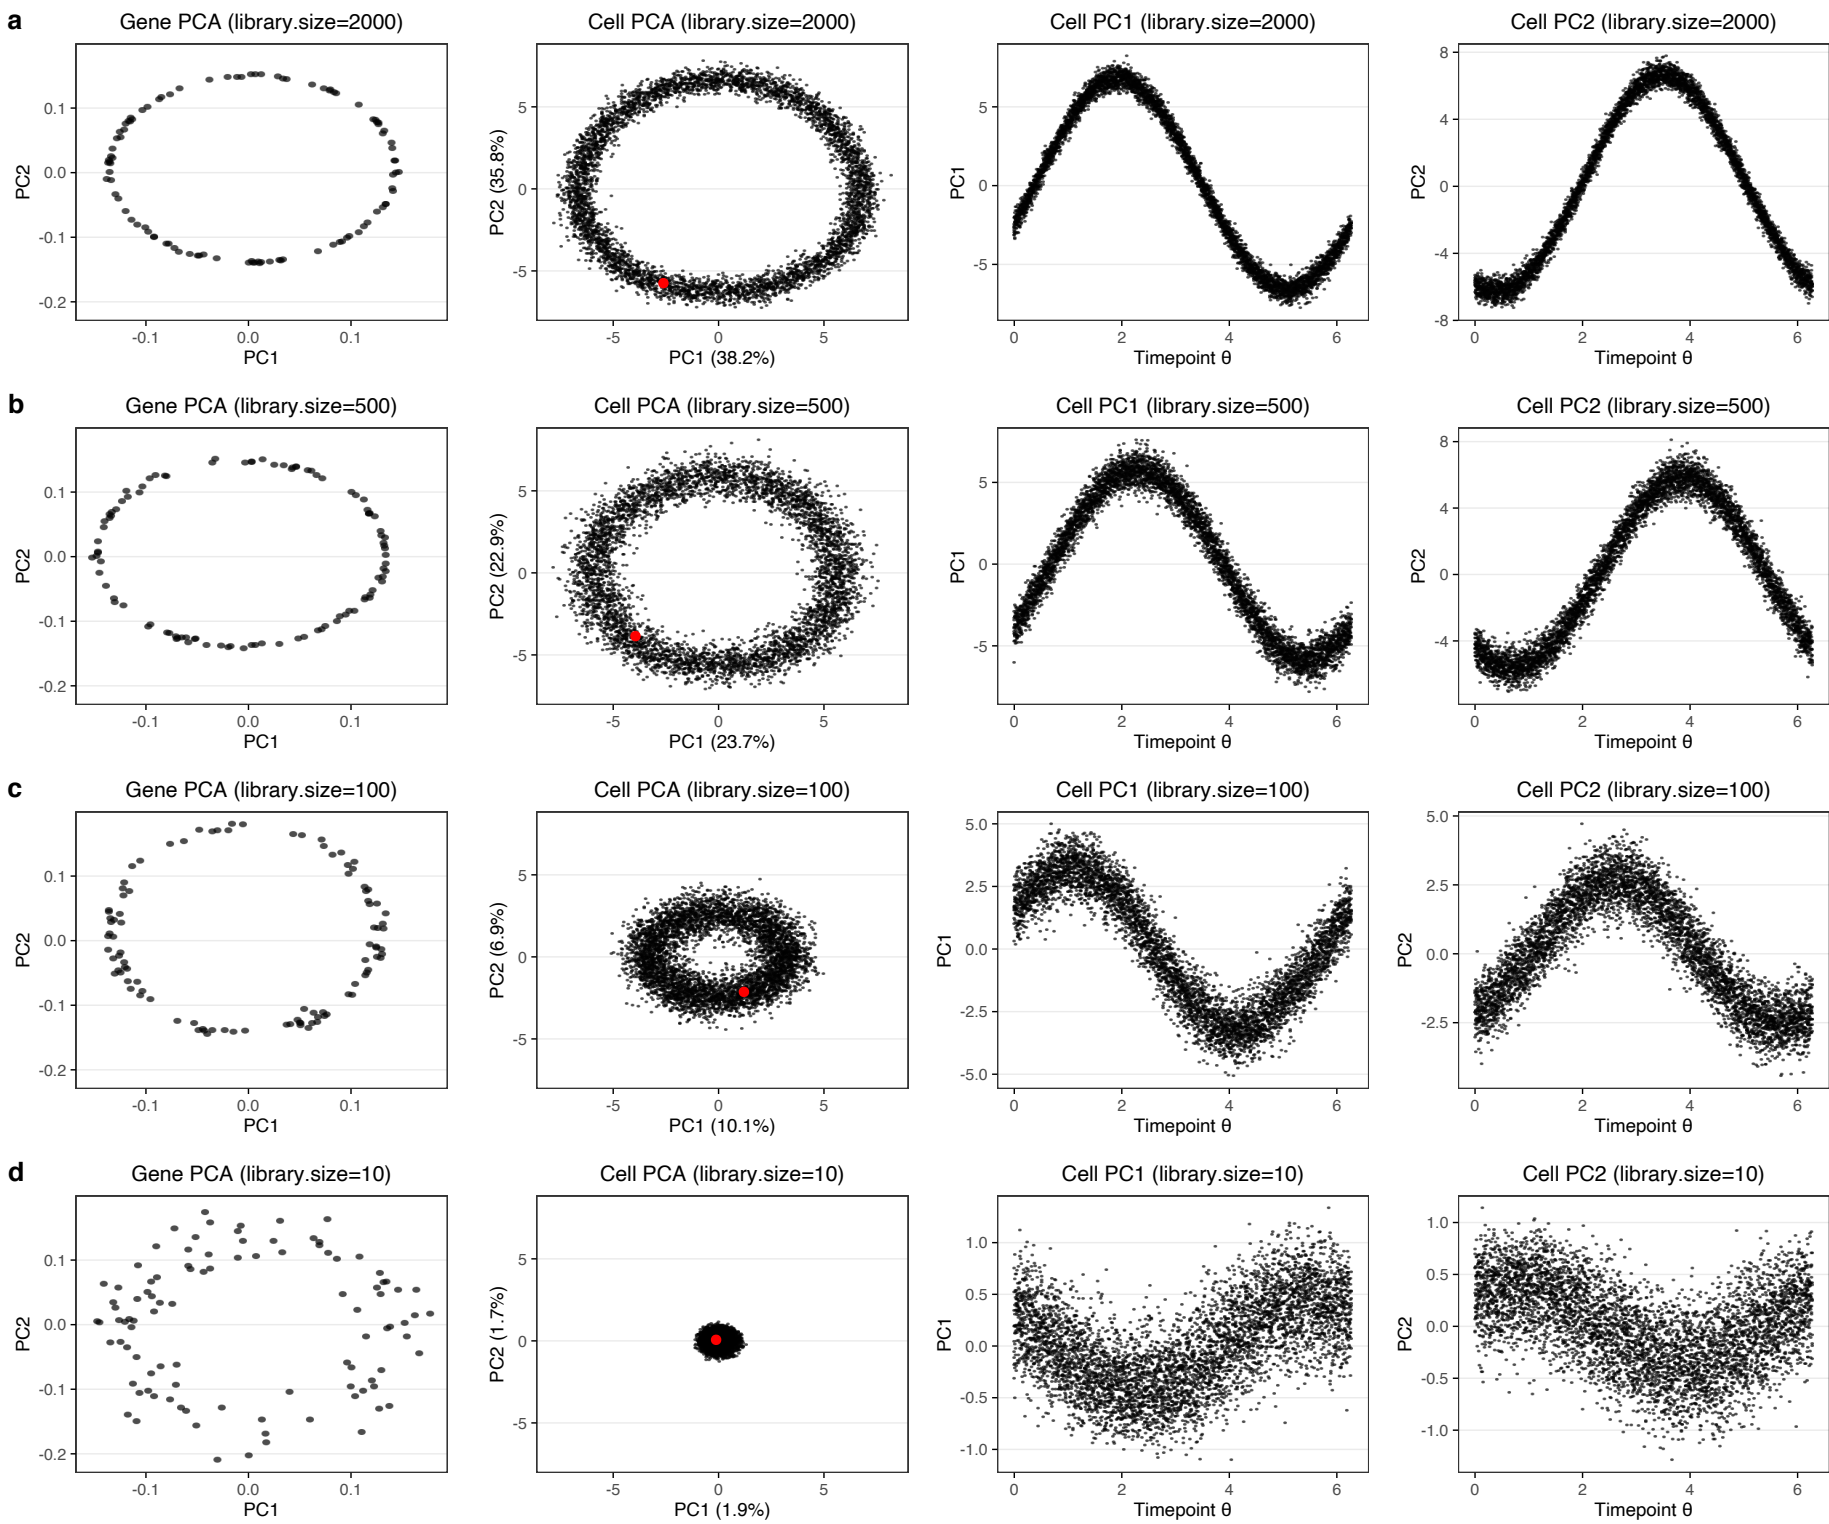 a
Gene PCA (library.size=2000)
PC2
0.1
0.0
-0.1
-0.2
-0.1 0.0 0.1
PC1
Cell PCA (library.size=2000)
PC2 (35.8%)
5
0
-5
-5 0 5
PC1 (38.2%)
Cell PC1 (library.size=2000)
PC1
5
0
-5
0 2 4 6
Timepoint θ
Cell PC2 (library.size=2000)
PC2
8
4
0
-4
-8
0 2 4 6
Timepoint θ
b
Gene PCA (library.size=500)
PC2
0.1
0.0
-0.1
-0.2
-0.1 0.0 0.1
PC1
Cell PCA (library.size=500)
PC2 (22.9%)
5
0
-5
-5 0 5
PC1 (23.7%)
Cell PC1 (library.size=500)
PC1
5
0
-5
0 2 4 6
Timepoint θ
Cell PC2 (library.size=500)
PC2
8
4
0
-4
0 2 4 6
Timepoint θ
c
Gene PCA (library.size=100)
PC2
0.1
0.0
-0.1
-0.2
-0.1 0.0 0.1
PC1
Cell PCA (library.size=100)
PC2 (6.9%)
5
0
-5
-5 0 5
PC1 (10.1%)
Cell PC1 (library.size=100)
PC1
5.0
2.5
0.0
-2.5
-5.0
0 2 4 6
Timepoint θ
Cell PC2 (library.size=100)
PC2
5.0
2.5
0.0
-2.5
0 2 4 6
Timepoint θ
d
Gene PCA (library.size=10)
PC2
0.1
0.0
-0.1
-0.2
-0.1 0.0 0.1
PC1
Cell PCA (library.size=10)
PC2 (1.7%)
5
0
-5
-5 0 5
PC1 (1.9%)
Cell PC1 (library.size=10)
PC1
1.0
0.5
0.0
-0.5
-1.0
0 2 4 6
Timepoint θ
Cell PC2 (library.size=10)
PC2
1.0
0.5
0.0
-0.5
-1.0
0 2 4 6
Timepoint θ